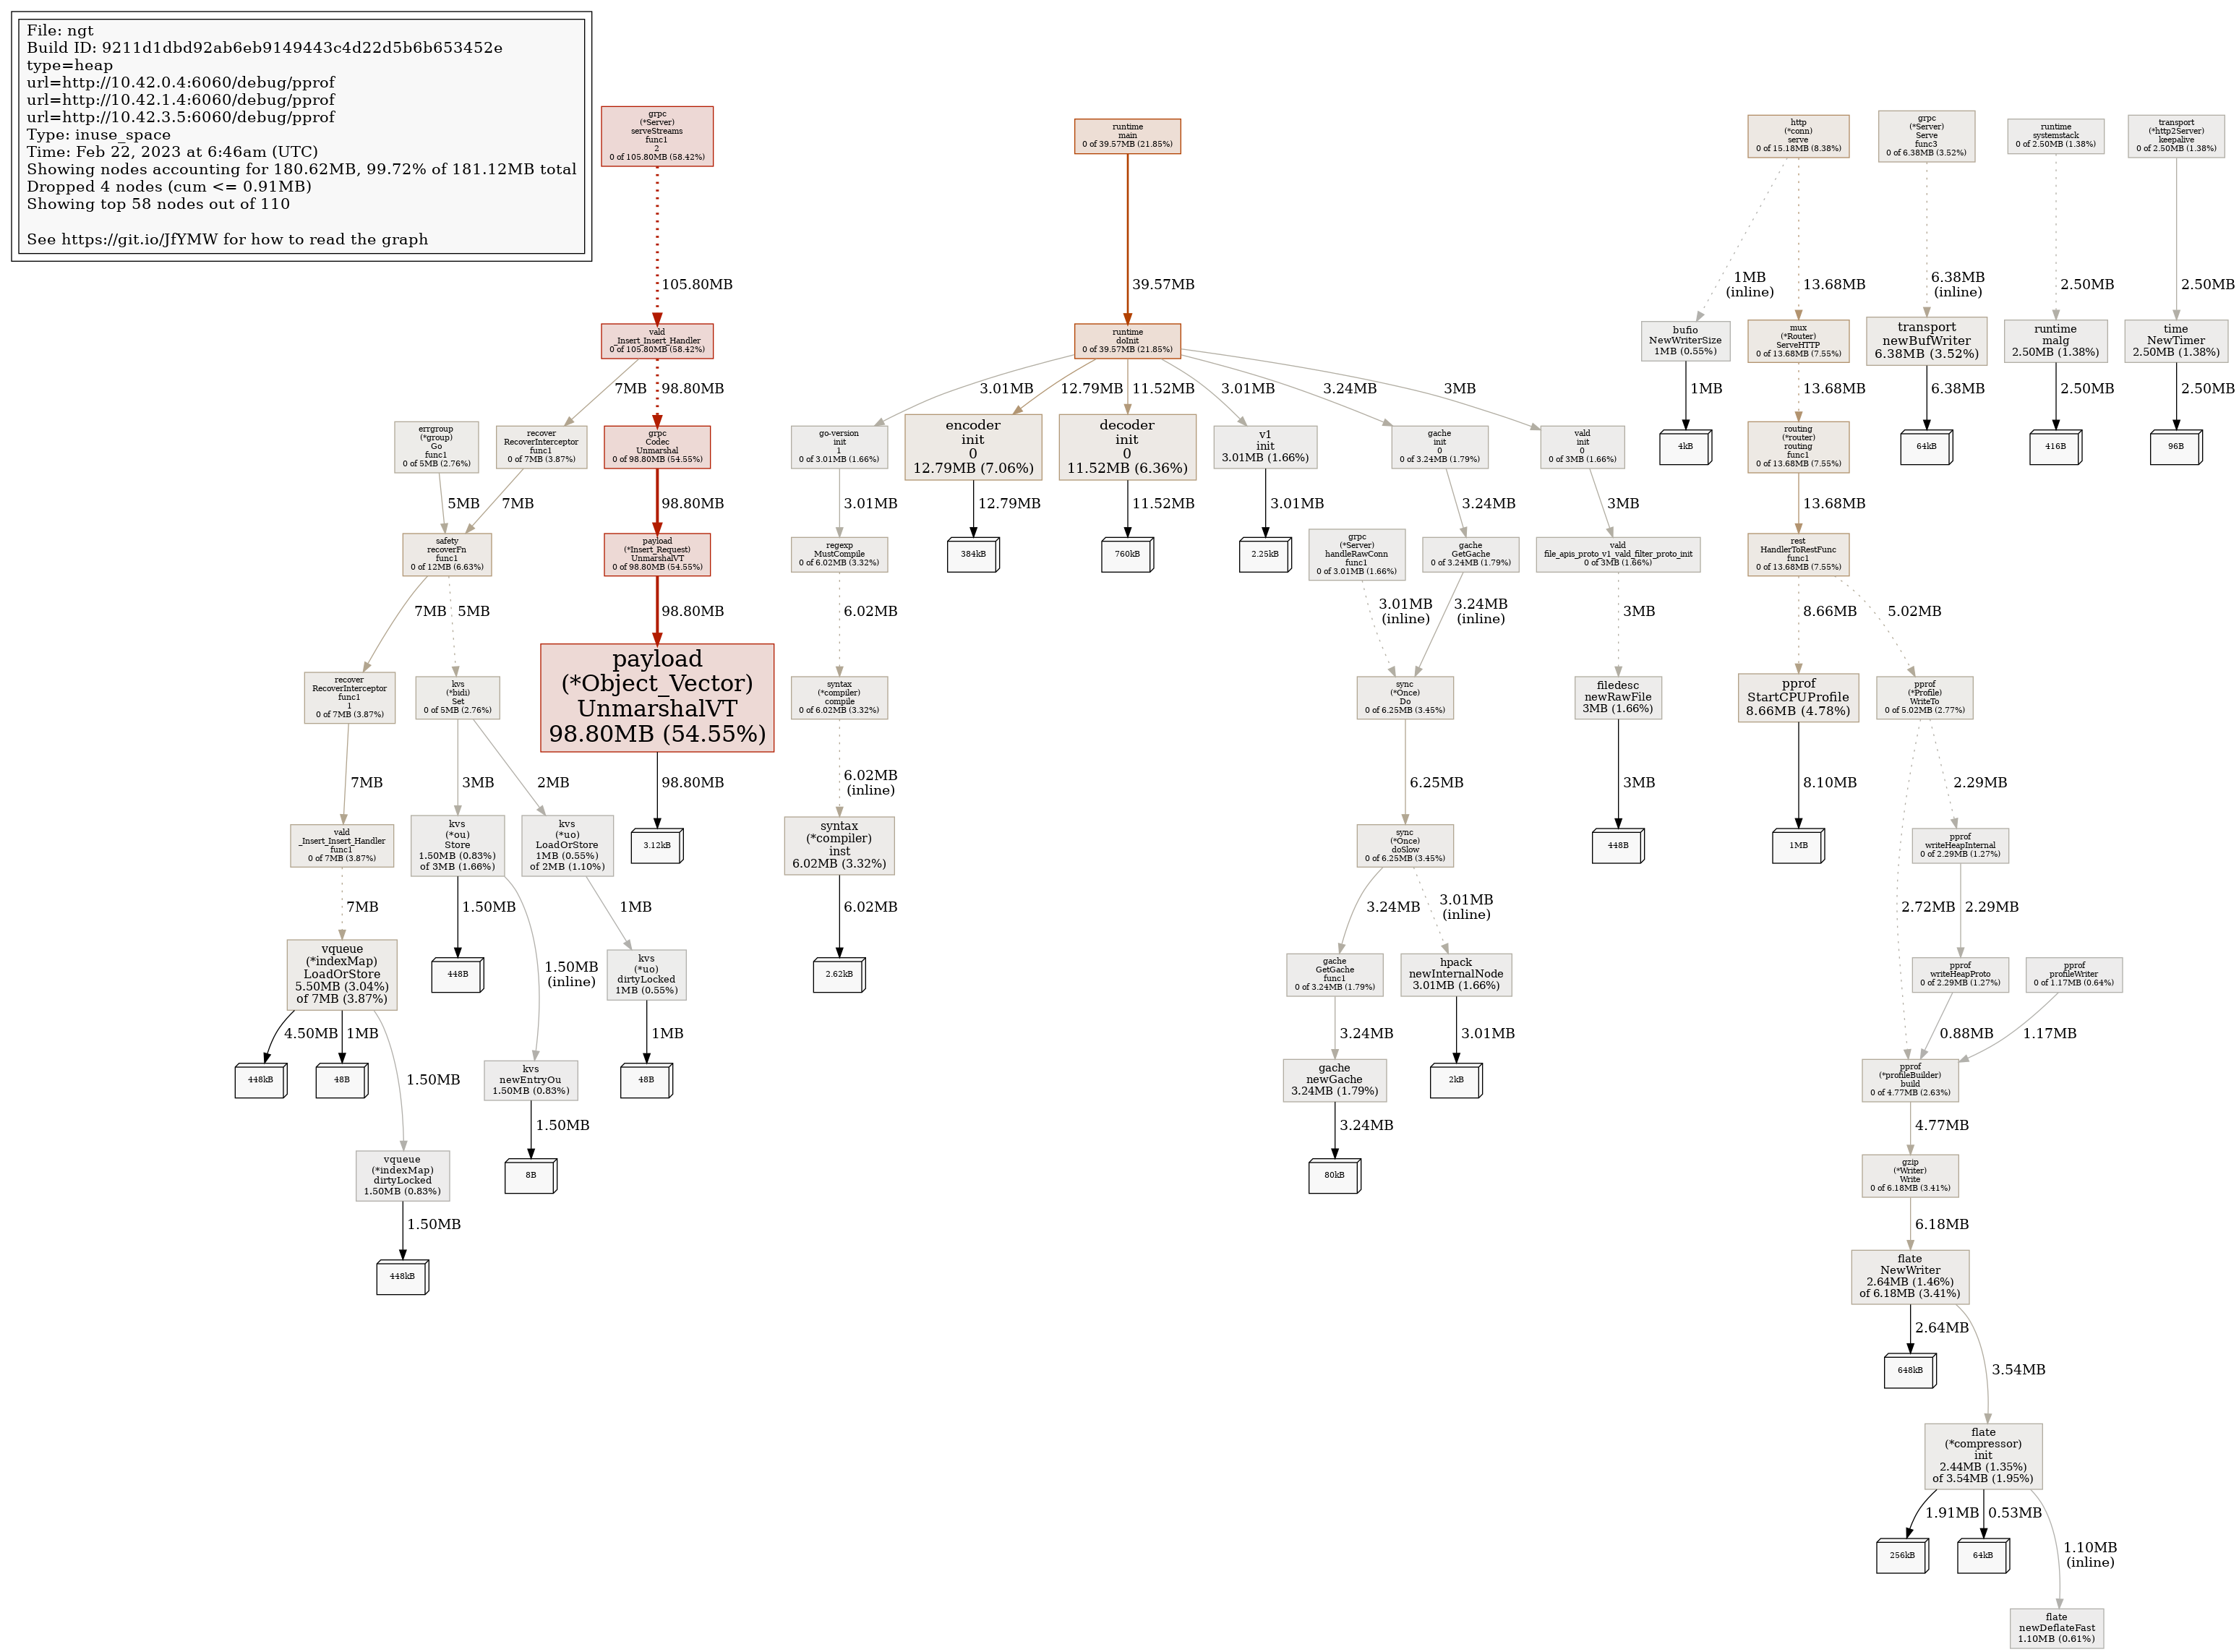 File: ngt
Build ID: 9211d1dbd92ab6eb9149443c4d22d5b6b653452e
type=heap
url=http://10.42.0.4:6060/debug/pprof
url=http://10.42.1.4:6060/debug/pprof
url=http://10.42.3.5:6060/debug/pprof
Type: inuse_space
Time: Feb 22, 2023 at 6:46am (UTC)
Showing nodes accounting for 180.62MB, 99.72% of 181.12MB total
Dropped 4 nodes (cum <= 0.91MB)
Showing top 58 nodes out of 110
See https://git.io/JfYMW for how to read the graph
grpc
(*Server)
serveStreams
func1
2
0 of 105.80MB (58.42%)
runtime
main
0 of 39.57MB (21.85%)
http
(*conn)
serve
0 of 15.18MB (8.38%)
grpc
(*Server)
Serve
func3
0 of 6.38MB (3.52%)
runtime
systemstack
0 of 2.50MB (1.38%)
transport
(*http2Server)
keepalive
0 of 2.50MB (1.38%)
105.80MB
39.57MB
1MB
(inline)
13.68MB
6.38MB
(inline)
2.50MB
2.50MB
vald
_Insert_Insert_Handler
0 of 105.80MB (58.42%)
runtime
doInit
0 of 39.57MB (21.85%)
bufio
NewWriterSize
1MB (0.55%)
mux
(*Router)
ServeHTTP
0 of 13.68MB (7.55%)
transport
newBufWriter
6.38MB (3.52%)
runtime
malg
2.50MB (1.38%)
time
NewTimer
2.50MB (1.38%)
7MB
98.80MB
3.01MB
12.79MB
11.52MB
3.01MB
3.24MB
3MB
1MB
13.68MB
6.38MB
2.50MB
2.50MB
errgroup
(*group)
Go
func1
0 of 5MB (2.76%)
recover
RecoverInterceptor
func1
0 of 7MB (3.87%)
grpc
Codec
Unmarshal
0 of 98.80MB (54.55%)
go-version
init
1
0 of 3.01MB (1.66%)
encoder
init
0
12.79MB (7.06%)
decoder
init
0
11.52MB (6.36%)
v1
init
3.01MB (1.66%)
gache
init
0
0 of 3.24MB (1.79%)
vald
init
0
0 of 3MB (1.66%)
4kB
routing
(*router)
routing
func1
0 of 13.68MB (7.55%)
64kB
416B
96B
5MB
7MB
98.80MB
3.01MB
12.79MB
11.52MB
3.01MB
3.24MB
3MB
13.68MB
safety
recoverFn
func1
0 of 12MB (6.63%)
payload
(*Insert_Request)
UnmarshalVT
0 of 98.80MB (54.55%)
regexp
MustCompile
0 of 6.02MB (3.32%)
384kB
760kB
2.25kB
grpc
(*Server)
handleRawConn
func1
0 of 3.01MB (1.66%)
gache
GetGache
0 of 3.24MB (1.79%)
vald
file_apis_proto_v1_vald_filter_proto_init
0 of 3MB (1.66%)
rest
HandlerToRestFunc
func1
0 of 13.68MB (7.55%)
7MB
5MB
98.80MB
6.02MB
3.01MB
(inline)
3.24MB
(inline)
3MB
8.66MB
5.02MB
recover
RecoverInterceptor
func1
1
0 of 7MB (3.87%)
kvs
(*bidi)
Set
0 of 5MB (2.76%)
payload
(*Object_Vector)
UnmarshalVT
98.80MB (54.55%)
syntax
(*compiler)
compile
0 of 6.02MB (3.32%)
sync
(*Once)
Do
0 of 6.25MB (3.45%)
filedesc
newRawFile
3MB (1.66%)
pprof
StartCPUProfile
8.66MB (4.78%)
pprof
(*Profile)
WriteTo
0 of 5.02MB (2.77%)
7MB
3MB
2MB
98.80MB
6.02MB
(inline)
6.25MB
3MB
8.10MB
2.29MB
vald
_Insert_Insert_Handler
func1
0 of 7MB (3.87%)
kvs
(*ou)
Store
1.50MB (0.83%)
of 3MB (1.66%)
kvs
(*uo)
LoadOrStore
1MB (0.55%)
of 2MB (1.10%)
3.12kB
syntax
(*compiler)
inst
6.02MB (3.32%)
sync
(*Once)
doSlow
0 of 6.25MB (3.45%)
448B
1MB
pprof
writeHeapInternal
0 of 2.29MB (1.27%)
7MB
1.50MB
1MB
6.02MB
3.24MB
3.01MB
(inline)
2.72MB
2.29MB
vqueue
(*indexMap)
LoadOrStore
5.50MB (3.04%)
of 7MB (3.87%)
448B
1.50MB
(inline)
kvs
(*uo)
dirtyLocked
1MB (0.55%)
2.62kB
gache
GetGache
func1
0 of 3.24MB (1.79%)
hpack
newInternalNode
3.01MB (1.66%)
pprof
writeHeapProto
0 of 2.29MB (1.27%)
pprof
profileWriter
0 of 1.17MB (0.64%)
4.50MB
1MB
1MB
3.24MB
3.01MB
0.88MB
1.17MB
448kB
48B
1.50MB
kvs
newEntryOu
1.50MB (0.83%)
48B
gache
newGache
3.24MB (1.79%)
2kB
pprof
(*profileBuilder)
build
0 of 4.77MB (2.63%)
1.50MB
3.24MB
4.77MB
vqueue
(*indexMap)
dirtyLocked
1.50MB (0.83%)
8B
80kB
gzip
(*Writer)
Write
0 of 6.18MB (3.41%)
1.50MB
6.18MB
448kB
flate
NewWriter
2.64MB (1.46%)
of 6.18MB (3.41%)
2.64MB
648kB
3.54MB
flate
(*compressor)
init
2.44MB (1.35%)
of 3.54MB (1.95%)
1.91MB
0.53MB
256kB
64kB
1.10MB
(inline)
flate
newDeflateFast
1.10MB (0.61%)